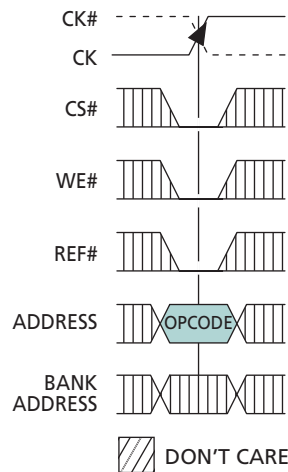 CK#
CK
CS#
WE#
REF#
ADDRESS
OPCODE
BANK
ADDRESS
DON'T CARE